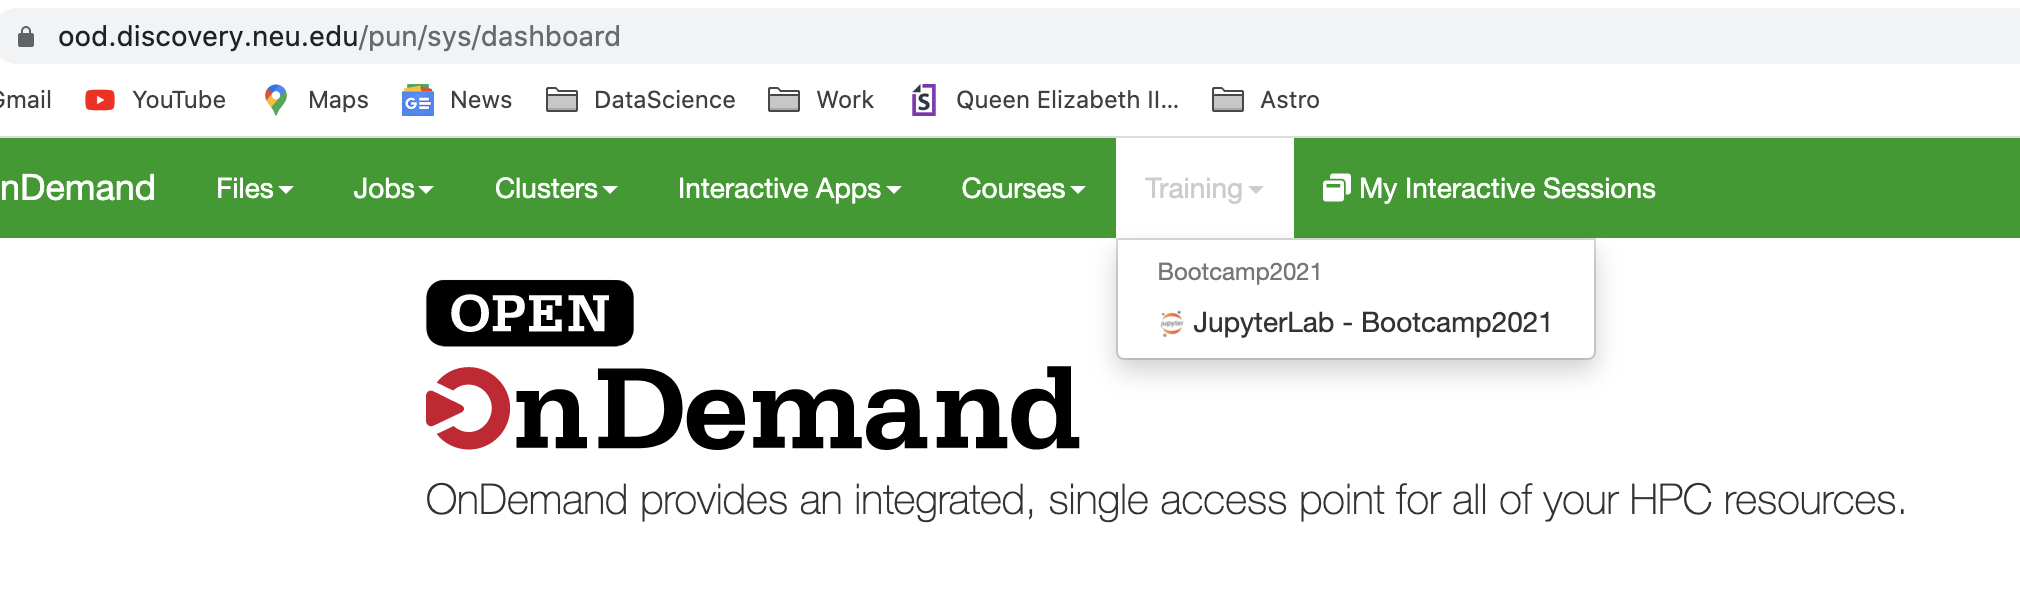 ood.discovery.neu.edu/pun/sys/dashboard
Gmail YouTube Maps News DataScience Work Queen Elizabeth II... Astro
nDemand Files Jobs Clusters Interactive Apps Courses Training My Interactive Sessions
Bootcamp2021
JupyterLab - Bootcamp2021
OPEN
OnDemand
OnDemand provides an integrated, single access point for all of your HPC resources.